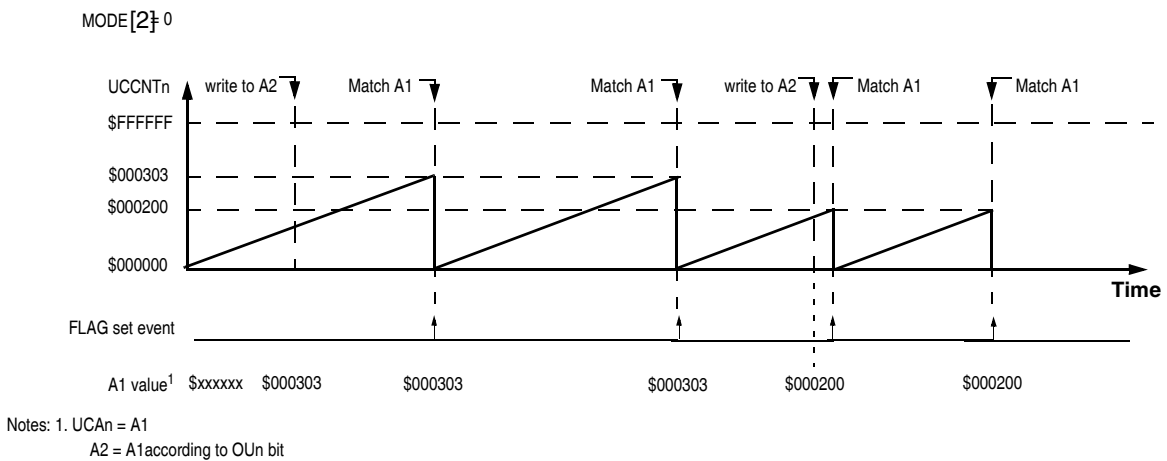 MODE[2]= 0
UCCNTn write to A2 Match A1 Match A1 write to A2 Match A1 Match A1
$FFFFFF
$000303
$000200
$000000
Time
FLAG set event
A1 value1 $xxxxxx $000303 $000303 $000303 $000200 $000200
Notes: 1. UCAn = A1
A2 = A1according to OUn bit